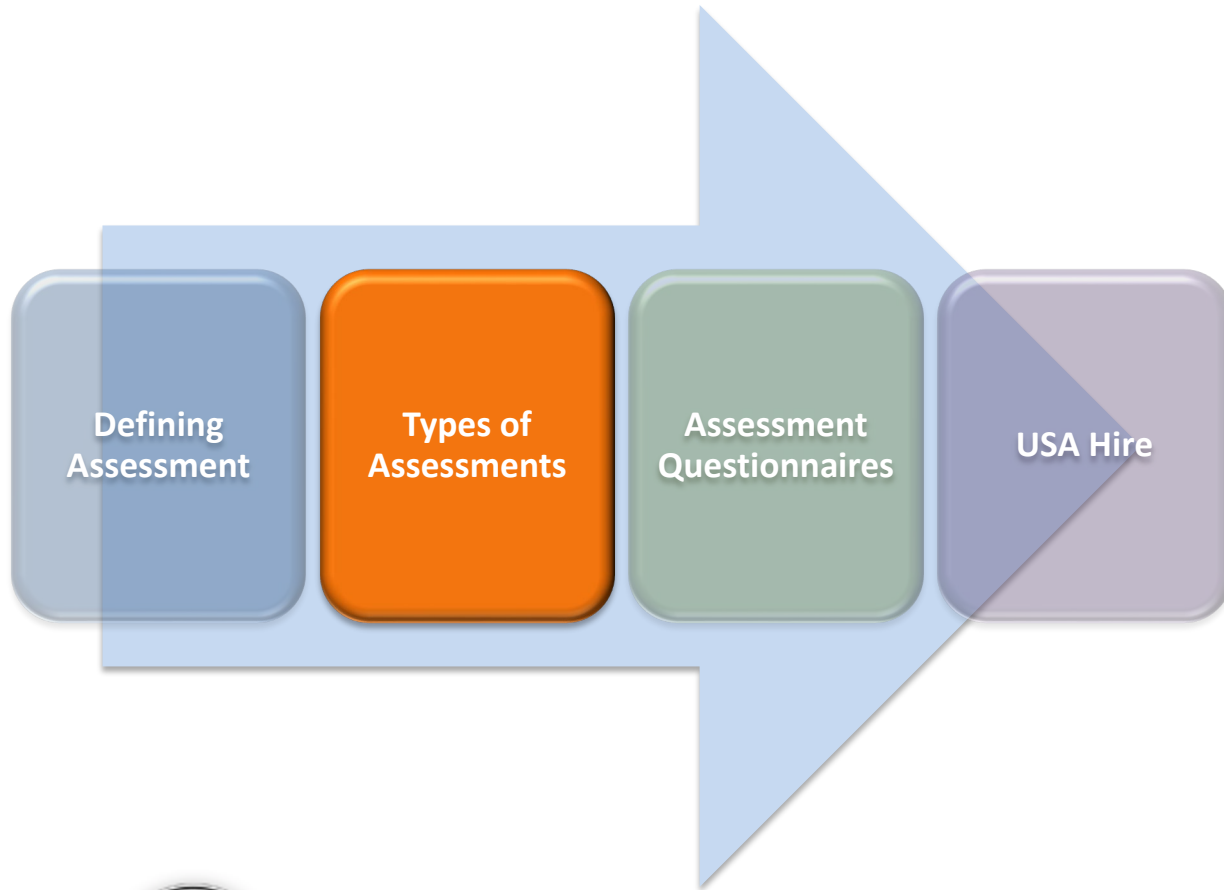 Defining
Assessment
Types of
Assessments
Assessment
Questionnaires
USA Hire